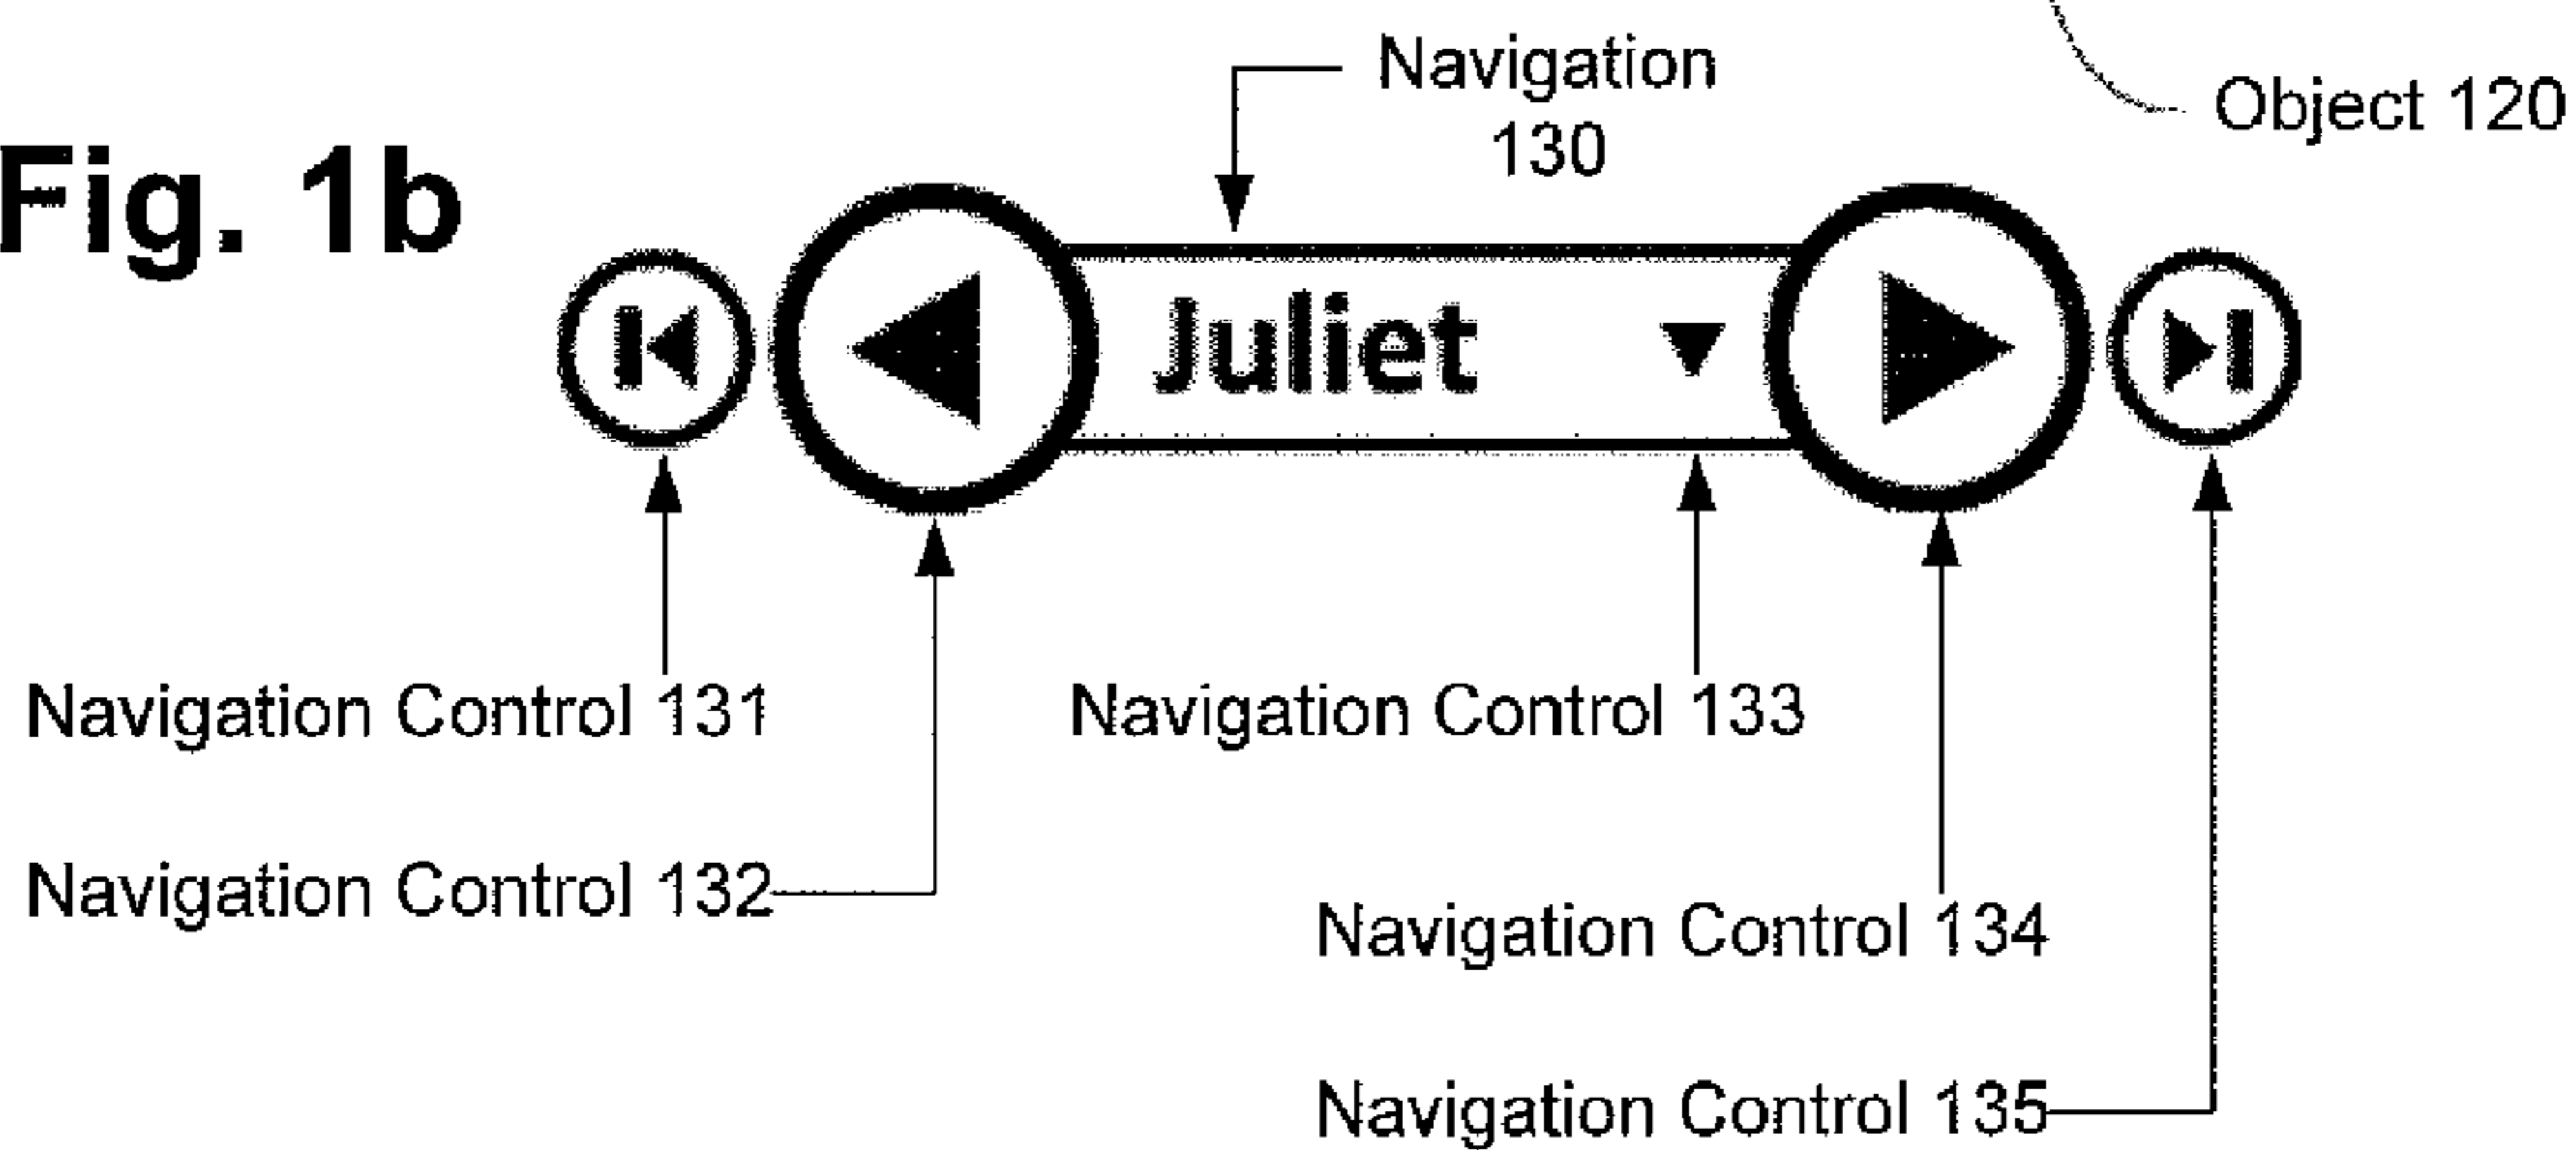 Navigation
130
Object 120
Fig. 1b
Juliet
Navigation Control 131
Navigation Control 133
Navigation Control 132
Navigation Control 134
Navigation Control 135